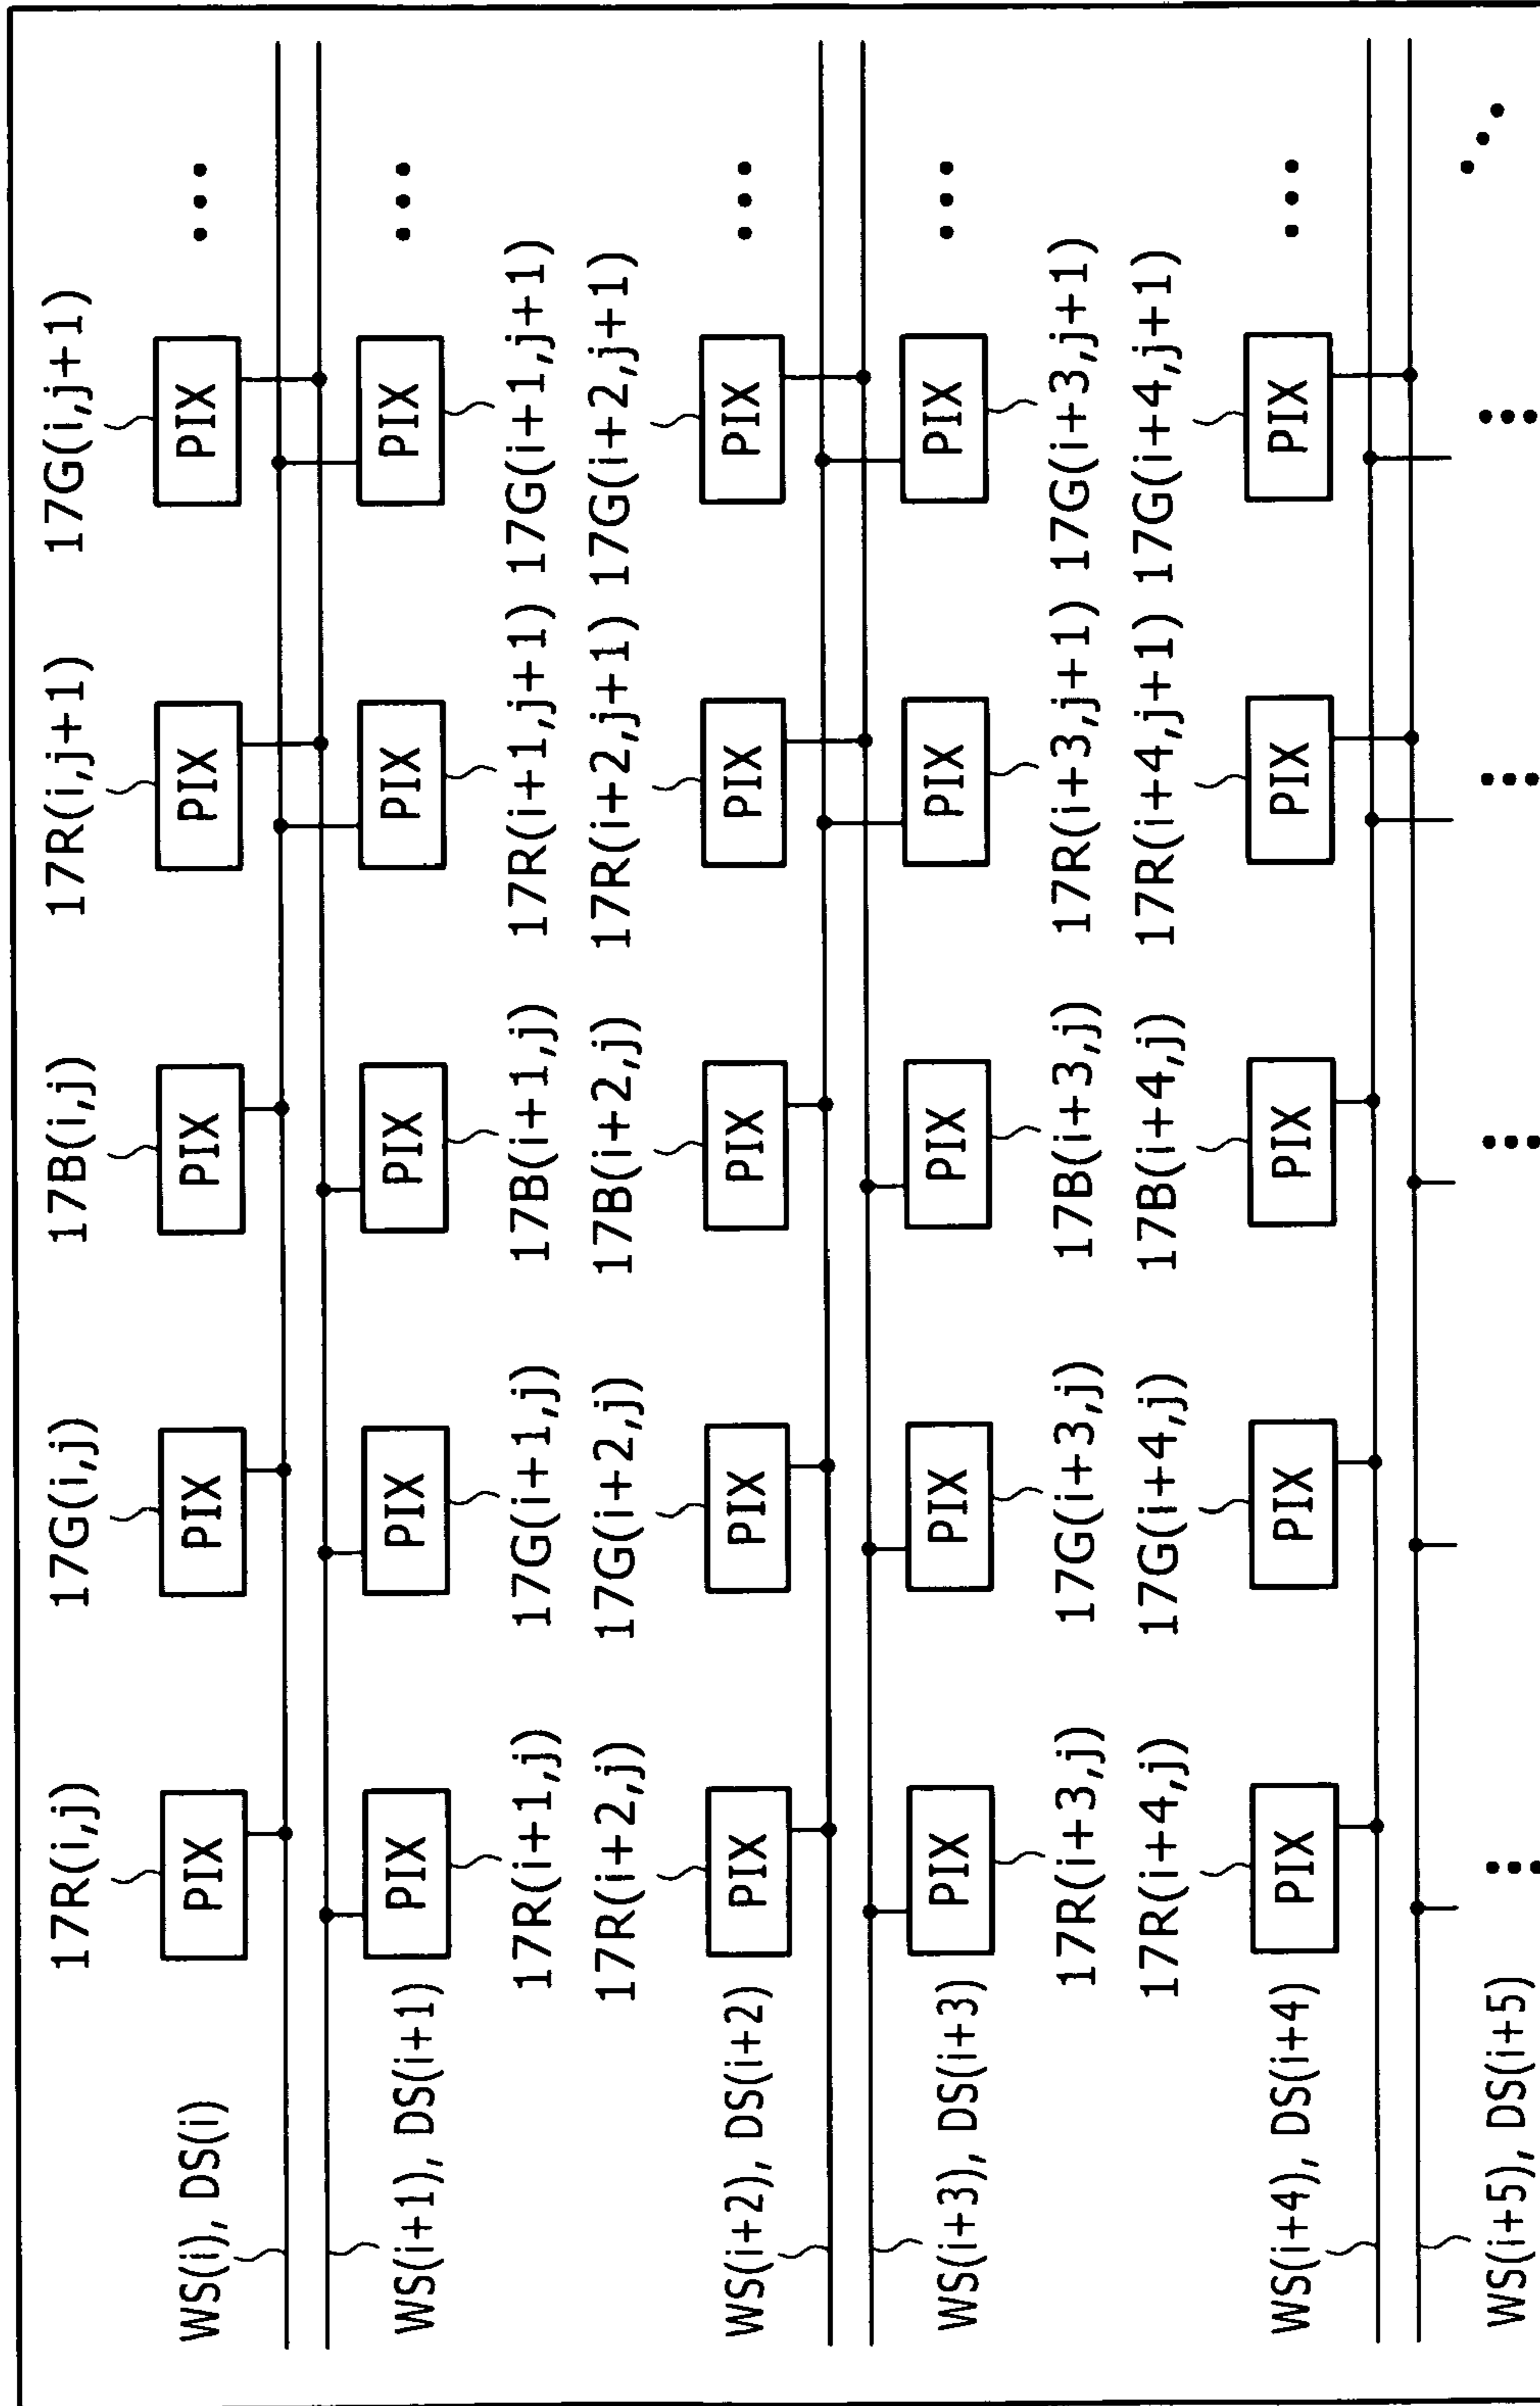 17R(i,j) 17G(i,j) 17B(i,j) 17R(i,j+1) 17G(i,j+1)
WS(i), DS(i) PIX PIX PIX PIX PIX
WS(i+1), DS(i+1) PIX PIX PIX PIX PIX
17R(i+1,j) 17G(i+1,j) 17B(i+1,j) 17R(i+1,j+1) 17G(i+1,j+1)
17R(i+2,j) 17G(i+2,j) 17B(i+2,j) 17R(i+2,j+1) 17G(i+2,j+1)
WS(i+2), DS(i+2) PIX PIX PIX PIX PIX
WS(i+3), DS(i+3) PIX PIX PIX PIX PIX
17R(i+3,j) 17G(i+3,j) 17B(i+3,j) 17R(i+3,j+1) 17G(i+3,j+1)
17R(i+4,j) 17G(i+4,j) 17B(i+4,j) 17R(i+4,j+1) 17G(i+4,j+1)
WS(i+4), DS(i+4) PIX PIX PIX PIX PIX
WS(i+5), DS(i+5)